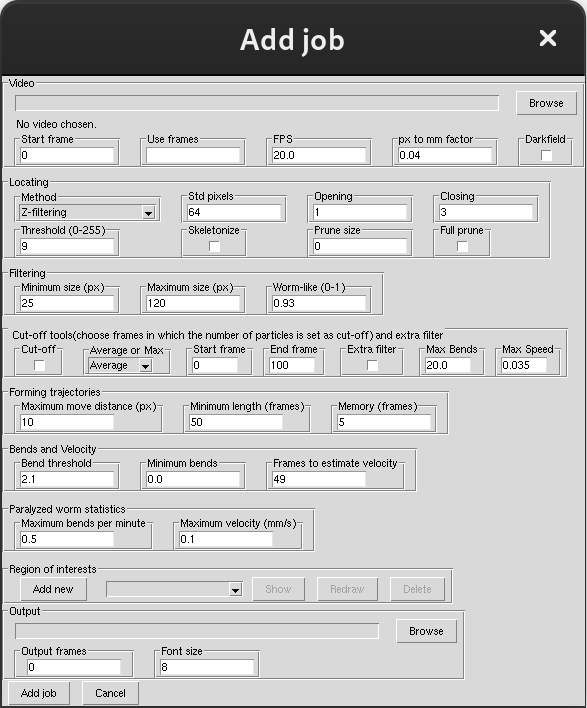 Add job
Video
Browse
No video chosen.
Start frame Use frames FPS px to mm factor Darkfield
0 20.0 0.04
Locating
Method Std pixels Opening Closing
Z-filtering 64 1 3
Threshold (0-255) Skeletonize Prune size Full prune
9 0
Filtering
Minimum size (px) Maximum size (px) Worm-like (0-1)
25 120 0.93
Cut-off tools(choose frames in which the number of particles is set as cut-off) and extra filter
Cut-off Average or Max Start frame End frame Extra filter Max Bends Max Speed
Average 0 100 20.0 0.035
Forming trajectories
Maximum move distance (px) Minimum length (frames) Memory (frames)
10 50 5
Bends and Velocity
Bend threshold Minimum bends Frames to estimate velocity
2.1 0.0 49
Paralyzed worm statistics
Maximum bends per minute Maximum velocity (mm/s)
0.5 0.1
Region of interests
Add new Show Redraw Delete
Output
Browse
Output frames Font size
0 8
Add job Cancel